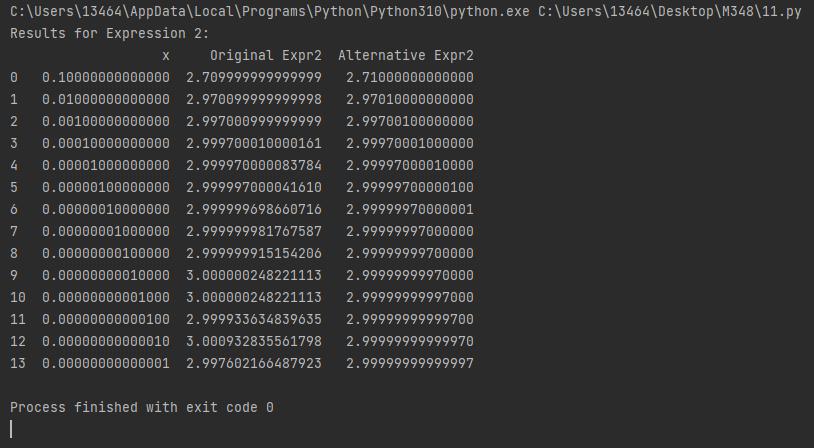 C:\Users\13464\AppData\Local\Programs\Python\Python310\python.exe C:\Users\13464\Desktop\M348\11.py
Results for Expression 2:
x Original Expr2 Alternative Expr2
0 0.10000000000000 2.709999999999999 2.71000000000000
1 0.01000000000000 2.970099999999998 2.97010000000000
2 0.00100000000000 2.997000999999999 2.99700100000000
3 0.00010000000000 2.999700010000161 2.99970001000000
4 0.00001000000000 2.999970000083784 2.99997000010000
5 0.00000100000000 2.999997000041610 2.99999700000100
6 0.00000010000000 2.999999698660716 2.99999970000001
7 0.00000001000000 2.999999981767587 2.99999997000000
8 0.00000000100000 2.999999915154206 2.99999999700000
9 0.00000000010000 3.000000248221113 2.99999999970000
10 0.00000000001000 3.000000248221113 2.99999999997000
11 0.00000000000100 2.999933634839635 2.99999999999700
12 0.00000000000010 3.000932835561798 2.99999999999970
13 0.00000000000001 2.997602166487923 2.99999999999997
Process finished with exit code 0